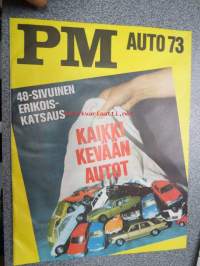 PM
AUTO 73
48-SIVUINEN
ERIKOIS-
KATSAUS
KAIKKI
KEVÄÄN
AUTOT